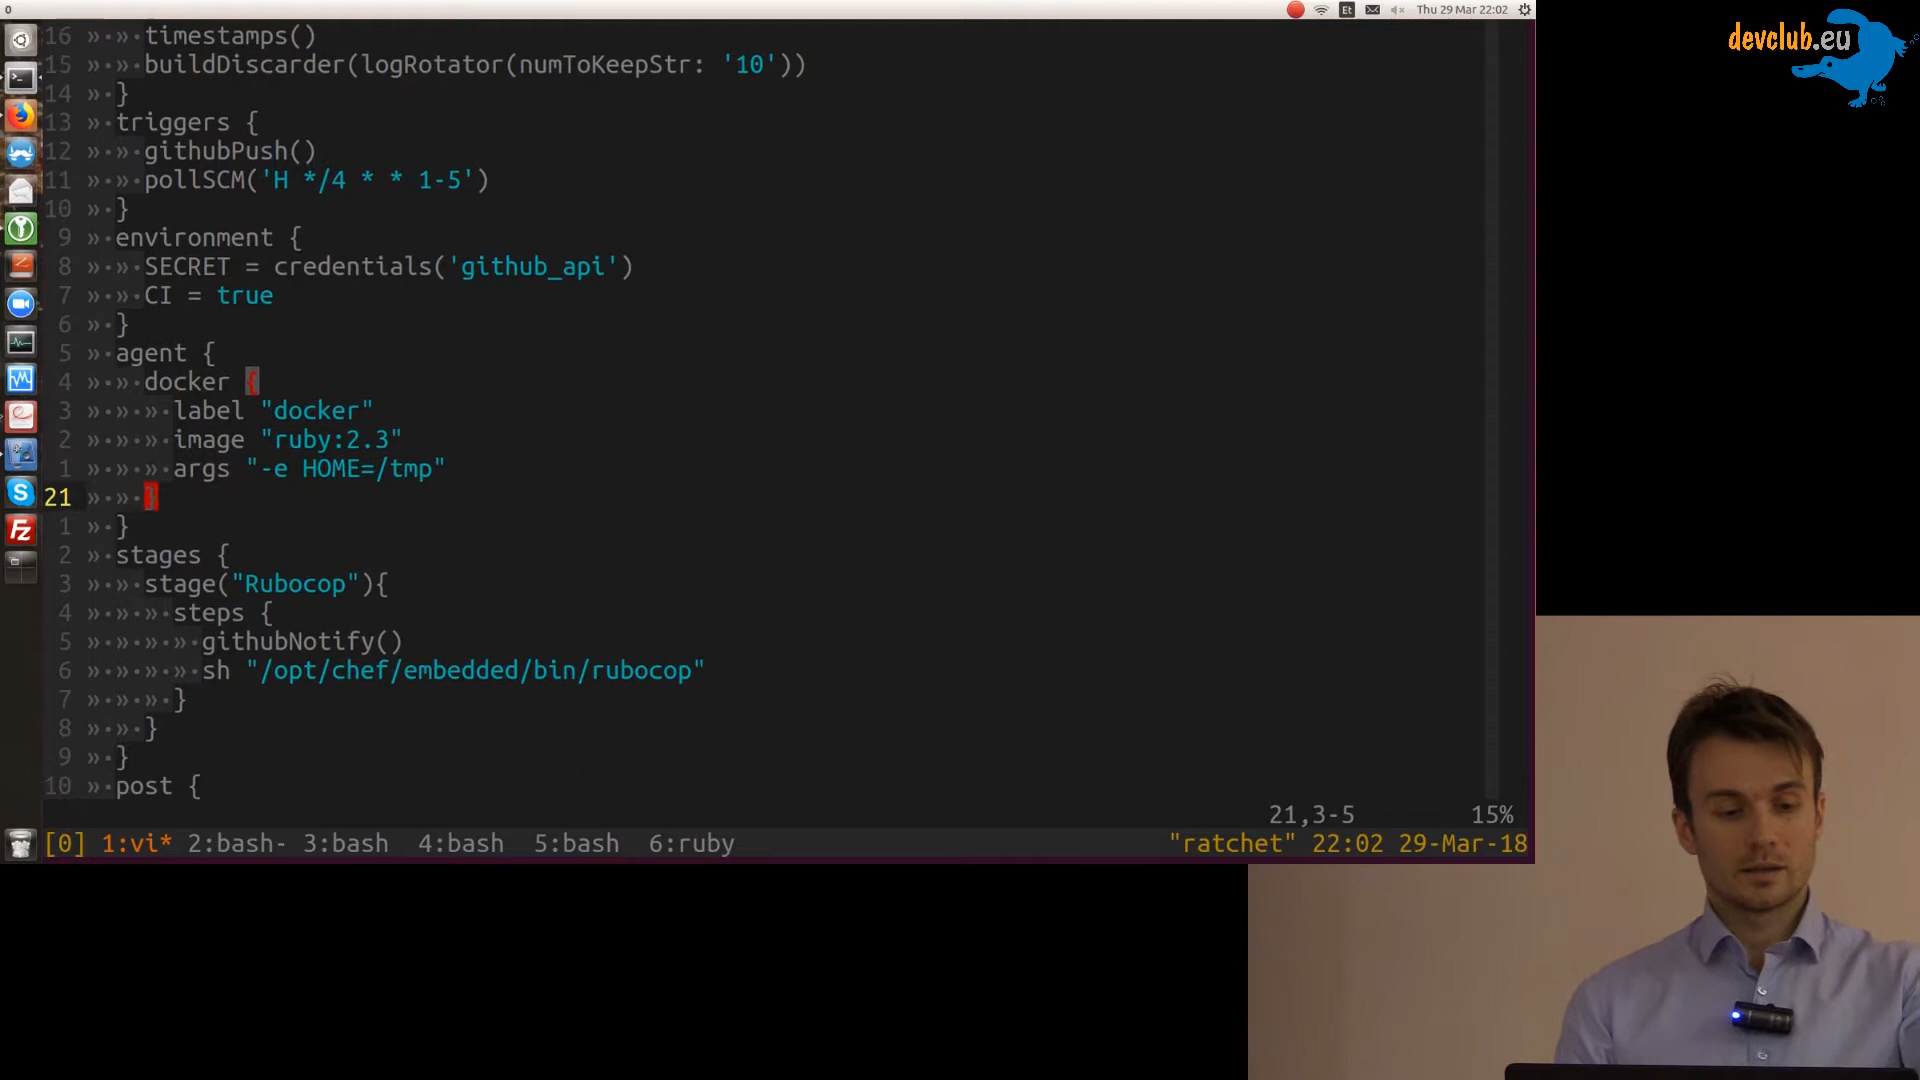 0
Et
Thu 29 Mar 22:02
devclub.eu
16 » » timestamps()
15 » » buildDiscarder(logRotator(numToKeepStr: '10'))
14 » · }
13 » · triggers {
12 » » githubPush()
11 » » pollSCM('H */4 * * 1-5')
10 » · }
9 » · environment {
8 » · » · SECRET = credentials('github_api')
7 » · » · CI = true
6 » · }
5 » · agent {
4 » · » · docker {
3 » · » · » · label "docker"
2 » · » · » · image "ruby:2.3"
1 » · » · » · args "-e HOME=/tmp"
21 » · » · }
1 » · }
2 » · stages {
3 » · » · stage("Rubocop"){
4 » · » · » · steps {
5 » · » · » · » · githubNotify()
6 » · » · » · » · sh "/opt/chef/embedded/bin/rubocop"
7 » · » · » · }
8 » · » · }
9 » · }
10 » · post {
21,3-5 15%
[0] 1:vi* 2:bash- 3:bash 4:bash 5:bash 6:ruby "ratchet" 22:02 29-Mar-18
S
Fz